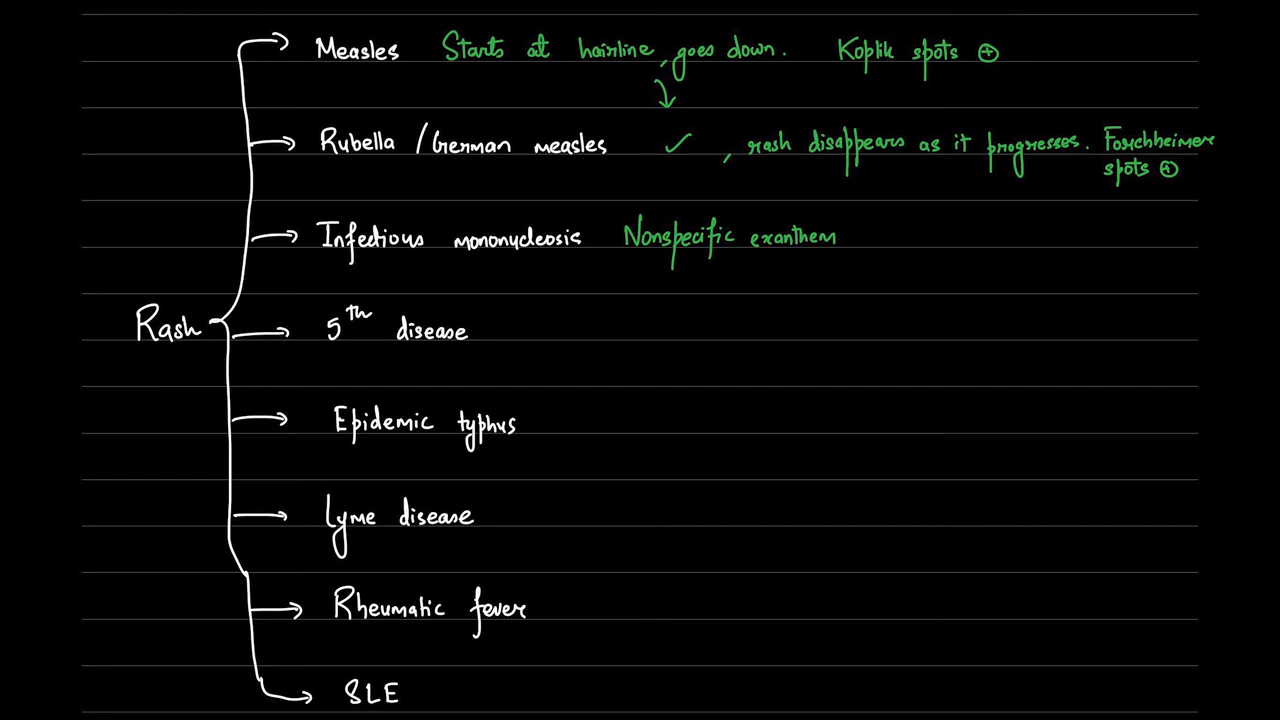 Measles Starts at hairline, goes down. Koplik spots ⊕
Rubella / German measles ✓, rash disappears as it progresses. Forchheimer
spots ⊕
Infectious mononucleosis Nonspecific exanthem
Rash
5th disease
Epidemic typhus
Lyme disease
Rheumatic fever
SLE